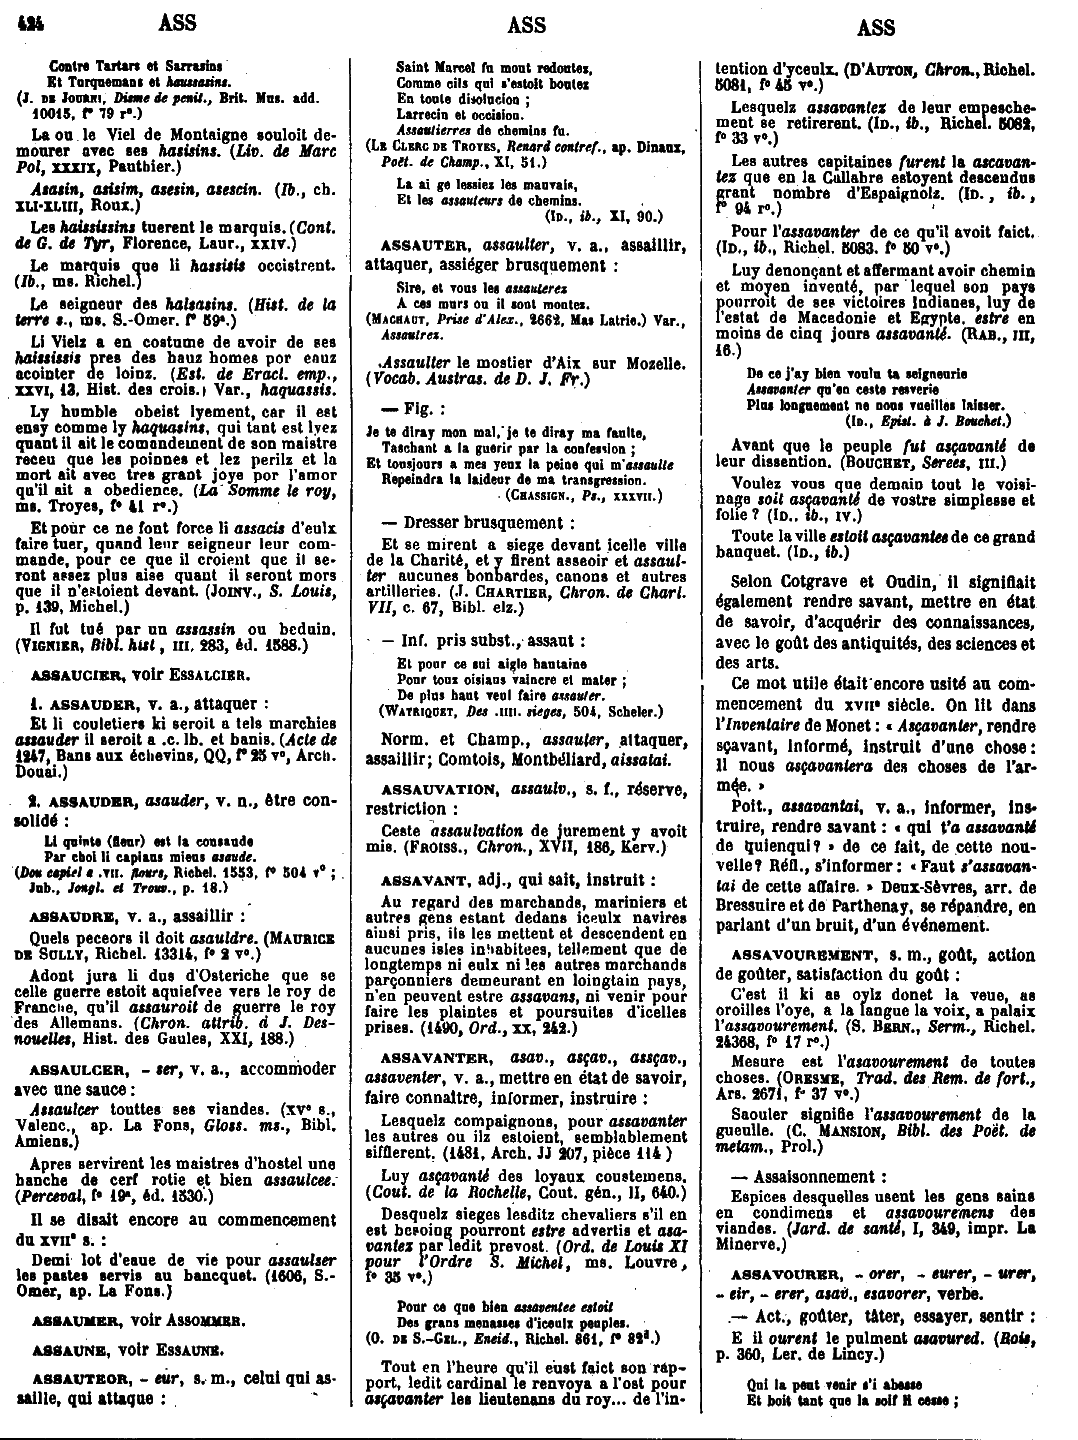 424 ASS ASS ASS
Contre Tartars et Sarrasins
Et Turquemans et haussasins.
(J. DE JOURNI, Disme de penit., Brit. Mus. add.
10015, f° 79 r°.)
La ou le Viel de Montaigne souloit de-
mourer avec ses hasisins. (Liv. de Marc
Pol, XXXIX, Pauthier.)
Asasin, asisim, asesin, asescin. (Ib., ch.
XLI-XLIII, Roux.)
Les haississins tuerent le marquis. (Cont.
de G. de Tyr, Florence, Laur., XXIV.)
Le marquis que li hassisis occistrent.
(Ib., ms. Richel.)
Le seigneur des halsasins. (Hist. de la
terre s., ms. S.-Omer. f° 59ª.)
Li Vielz a en costume de avoir de ses
haississis pres des hauz homes por eauz
acointer de loinz. (Est. de Eracl. emp.,
XXVI, 13, Hist. des crois.) Var., haquassis.
Ly humble obeist lyement, car il est
ensy comme ly haquasins, qui tant est lyez
quant il ait le comandement de son maistre
receu que les poinnes et lez perilz et la
mort ait avec tres grant joye por l'amor
qu'il ait a obedience. (La Somme le roy,
ms. Troyes, f° 41 r°.)
Et pour ce ne font force li assacis d'eulx
faire tuer, quand leur seigneur leur com-
mande, pour ce que il croient que il se-
ront assez plus aise quant il seront mors
que il n'estoient devant. (JOINV., S. Louis,
p. 139, Michel.)
Il fut tué par un assassin ou beduin.
(VIGNIER, Bibl. hist, III, 283, éd. 1588.)
ASSAUCIER, voir ESSALCIER.
1. ASSAUDER, v. a., attaquer :
Et li couletiers ki seroit a tels marchies
assauder il seroit a .c. lb. et banis. (Acte de
1247, Bans aux échevins, QQ, f° 25 v°, Arch.
Douai.)
2. ASSAUDER, asauder, v. n., être con-
solidé :
Li quinte (fleur) est la consaude
Par choi li capiaus mieus asaude.
(Dou capiel a .VII. flours, Richel. 1553, f° 504 v° ;
Jub., Jongl. et Trouv., p. 18.)
ASSAUDRE, v. a., assaillir :
Quels peceors il doit asauldre. (MAURICE
DE SULLY, Richel. 13314, f° 2 v°.)
Adont jura li dus d'Osteriche que se
celle guerre estoit aquiefvee vers le roy de
Franche, qu'il assauroit de guerre le roy
des Allemans. (Chron. attrib. à J. Des-
nouelles, Hist. des Gaules, XXI, 188.)
ASSAULCER, - ser, v. a., accommoder
avec une sauce :
Assaulcer touttes ses viandes. (XV° s.,
Valenc., ap. La Fons, Gloss. ms., Bibl.
Amiens.)
Apres servirent les maistres d'hostel une
hanche de cerf rotie et bien assaulcee.
(Perceval, f° 19ª, éd. 1530.)
Il se disait encore au commencement
du XVII° s. :
Demi lot d'eaue de vie pour assaulser
les pastes servis au bancquet. (1606, S.-
Omer, ap. La Fons.)
ASSAUMER, voir ASSOMMER.
ASSAUNE, voir ESSAUNE.
ASSAUTEOR, - eur, s. m., celui qui as-
saille, qui attaque :
Saint Marcel fu mout redoutez,
Comme cils qui s'estoit boutez
En toute disolucion ;
Larrecin et occision.
Assautierres de chemins fu.
(LE CLERC DE TROYES, Renard contref., ap. Dinaux,
Poët. de Champ., XI, 51.)
La ai ge lessiez les mauvais,
Et les assauteurs de chemins.
(ID., ib., XI, 90.)
ASSAUTER, assaulter, v. a., assaillir,
attaquer, assiéger brusquement :
Sire, et vous les assauterez
A ces murs ou il sont montez.
(MACHAUT, Prise d'Alex., 2662, Mas Latrie.) Var.,
Assautrez.
Assaulter le mostier d'Aix sur Mozelle.
(Vocab. Austras. de D. J. Fr.)
— Fig. :
Je te diray mon mal, je te diray ma faulte,
Taschant a la guerir par la confession ;
Et tousjours a mes yeux la peine qui m'assaulte
Repeindra la laideur de ma transgression.
(CHASSIGN., Ps., XXXVII.)
— Dresser brusquement :
Et se mirent a siege devant icelle ville
de la Charité, et y firent asseoir et assaul-
ter aucunes bombardes, canons et autres
artilleries. (J. CHARTIER, Chron. de Charl.
VII, c. 67, Bibl. elz.)
— Inf. pris subst., assaut :
Et pour ce sui aigle hautaine
Pour touz oisiaus vaincre et mater ;
De plus haut veul faire assauter.
(WATRIQUET, Des .IIII. sieges, 504, Scheler.)
Norm. et Champ., assauter, attaquer,
assaillir; Comtois, Montbéliard, aissatai.
ASSAUVATION, assaulv., s. f., réserve,
restriction :
Ceste assaulvation de jurement y avoit
mis. (FROISS., Chron., XVII, 186, Kerv.)
ASSAVANT, adj., qui sait, instruit :
Au regard des marchands, mariniers et
autres gens estant dedans iceulx navires
ainsi pris, ils les mettent et descendent en
aucunes isles inhabitees, tellement que de
longtemps ni eulx ni les autres marchands
parçonniers demeurant en loingtain pays,
n'en peuvent estre assavans, ni venir pour
faire les plaintes et poursuites d'icelles
prises. (1490, Ord., XX, 242.)
ASSAVANTER, asav., asçav., assçav.,
assaventer, v. a., mettre en état de savoir,
faire connaître, informer, instruire :
Lesquelz compaignons, pour assavanter
les autres ou ilz estoient, semblablement
sifflerent. (1481, Arch. JJ 207, pièce 114 )
Luy asçavanté des loyaux coustemens.
(Cout. de la Rochelle, Cout. gén., II, 640.)
Desquelz sieges lesditz chevaliers s'il en
est besoing pourront estre advertis et asa-
vantez par ledit prevost. (Ord. de Louis XI
pour l'Ordre S. Michel, ms. Louvre,
f° 35 v°.)
Pour ce que bien assaventee estoit
Des grans menasses d'iceulx peuples.
(O. DE S.-GEL., Eneid., Richel. 861, f° 82ᵈ.)
Tout en l'heure qu'il eust faict son rap-
port, ledit cardinal le renvoya a l'ost pour
asçavanter les lieutenans du roy... de l'in-
tention d'yceulx. (D'AUTON, Chron., Richel.
5081, f° 45 v°.)
Lesquelz assavantez de leur empesche-
ment se retirerent. (ID., ib., Richel. 5082,
f° 33 v°.)
Les autres capitaines furent la ascavan-
tez que en la Callabre estoyent descendus
grant nombre d'Espaignolz. (ID., ib.,
f° 94 r°.)
Pour l'assavanter de ce qu'il avoit faict.
(ID., ib., Richel. 5083. f° 50 v°.)
Luy denonçant et affermant avoir chemin
et moyen inventé, par lequel son pays
pourroit de ses victoires Indianes, luy de
l'estat de Macedonie et Egypte, estre en
moins de cinq jours assavanté. (RAB., III,
16.)
De ce j'ay bien voulu ta seigneurie
Assavanter qu'en ceste resverie
Plus longuement ne nous vueilles laisser.
(ID., Epist. à J. Bouchet.)
Avant que le peuple fut asçavanté de
leur dissention. (BOUCHET, Serees, III.)
Voulez vous que demain tout le voisi-
nage soit asçavanté de vostre simplesse et
folie ? (ID., ib., IV.)
Toute la ville estoit asçavantee de ce grand
banquet. (ID., ib.)
Selon Cotgrave et Oudin, il signifiait
également rendre savant, mettre en état
de savoir, d'acquérir des connaissances,
avec le goût des antiquités, des sciences et
des arts.
Ce mot utile était encore usité au com-
mencement du XVII° siècle. On lit dans
l'Inventaire de Monet : « Asçavanter, rendre
sçavant, informé, instruit d'une chose :
Il nous asçavantera des choses de l'ar-
mée. »
Poit., assavantai, v. a., informer, ins-
truire, rendre savant : « qui t'a assavanté
de quienqui ? » de ce fait, de cette nou-
velle ? Réfl., s'informer : « Faut s'assavan-
tai de cette affaire. » Deux-Sèvres, arr. de
Bressuire et de Parthenay, se répandre, en
parlant d'un bruit, d'un événement.
ASSAVOUREMENT, s. m., goût, action
de goûter, satisfaction du goût :
C'est il ki as oylz donet la veue, as
oroilles l'oye, a la langue la voix, a palaix
l'assavourement. (S. BERN., Serm., Richel.
24368, f° 17 r°.)
Mesure est l'asavourement de toutes
choses. (ORESME, Trad. des Rem. de fort.,
Ars. 2671, f° 37 v°.)
Saouler signifie l'assavourement de la
gueulle. (C. MANSION, Bibl. des Poët. de
metam., Prol.)
— Assaisonnement :
Espices desquelles usent les gens sains
en condimens et assavouremens des
viandes. (Jard. de santé, I, 349, impr. La
Minerve.)
ASSAVOURER, - orer, - eurer, - urer,
- eir, - erer, asav., esavorer, verbe.
— Act., goûter, tâter, essayer, sentir :
E il ourent le pulment asavured. (Rois,
p. 360, Ler. de Lincy.)
Qui la peut venir s'i abesse
Et boit tant que la soif li cesse ;